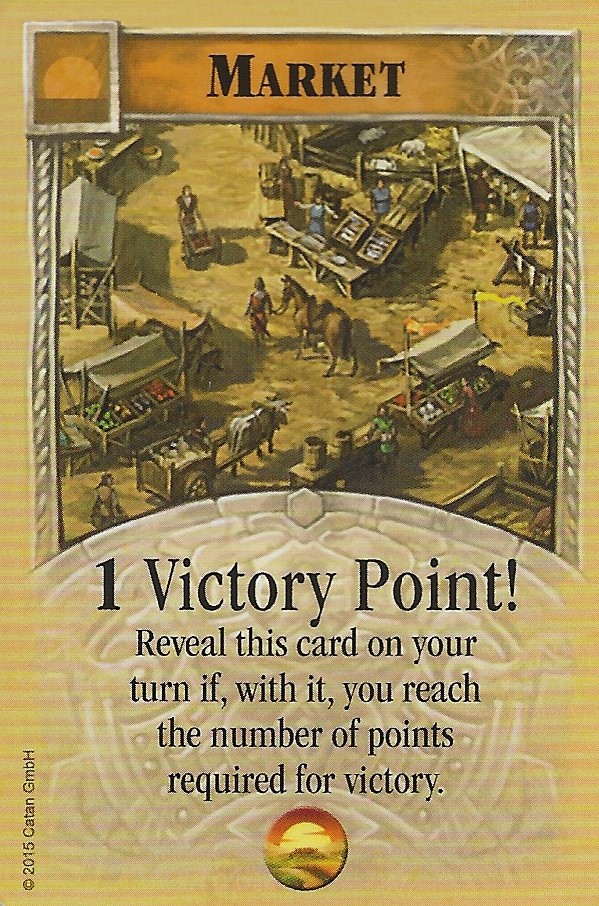 MARKET
1 Victory Point!
Reveal this card on your
turn if, with it, you reach
the number of points
required for victory.
© 2015 Catan GmbH